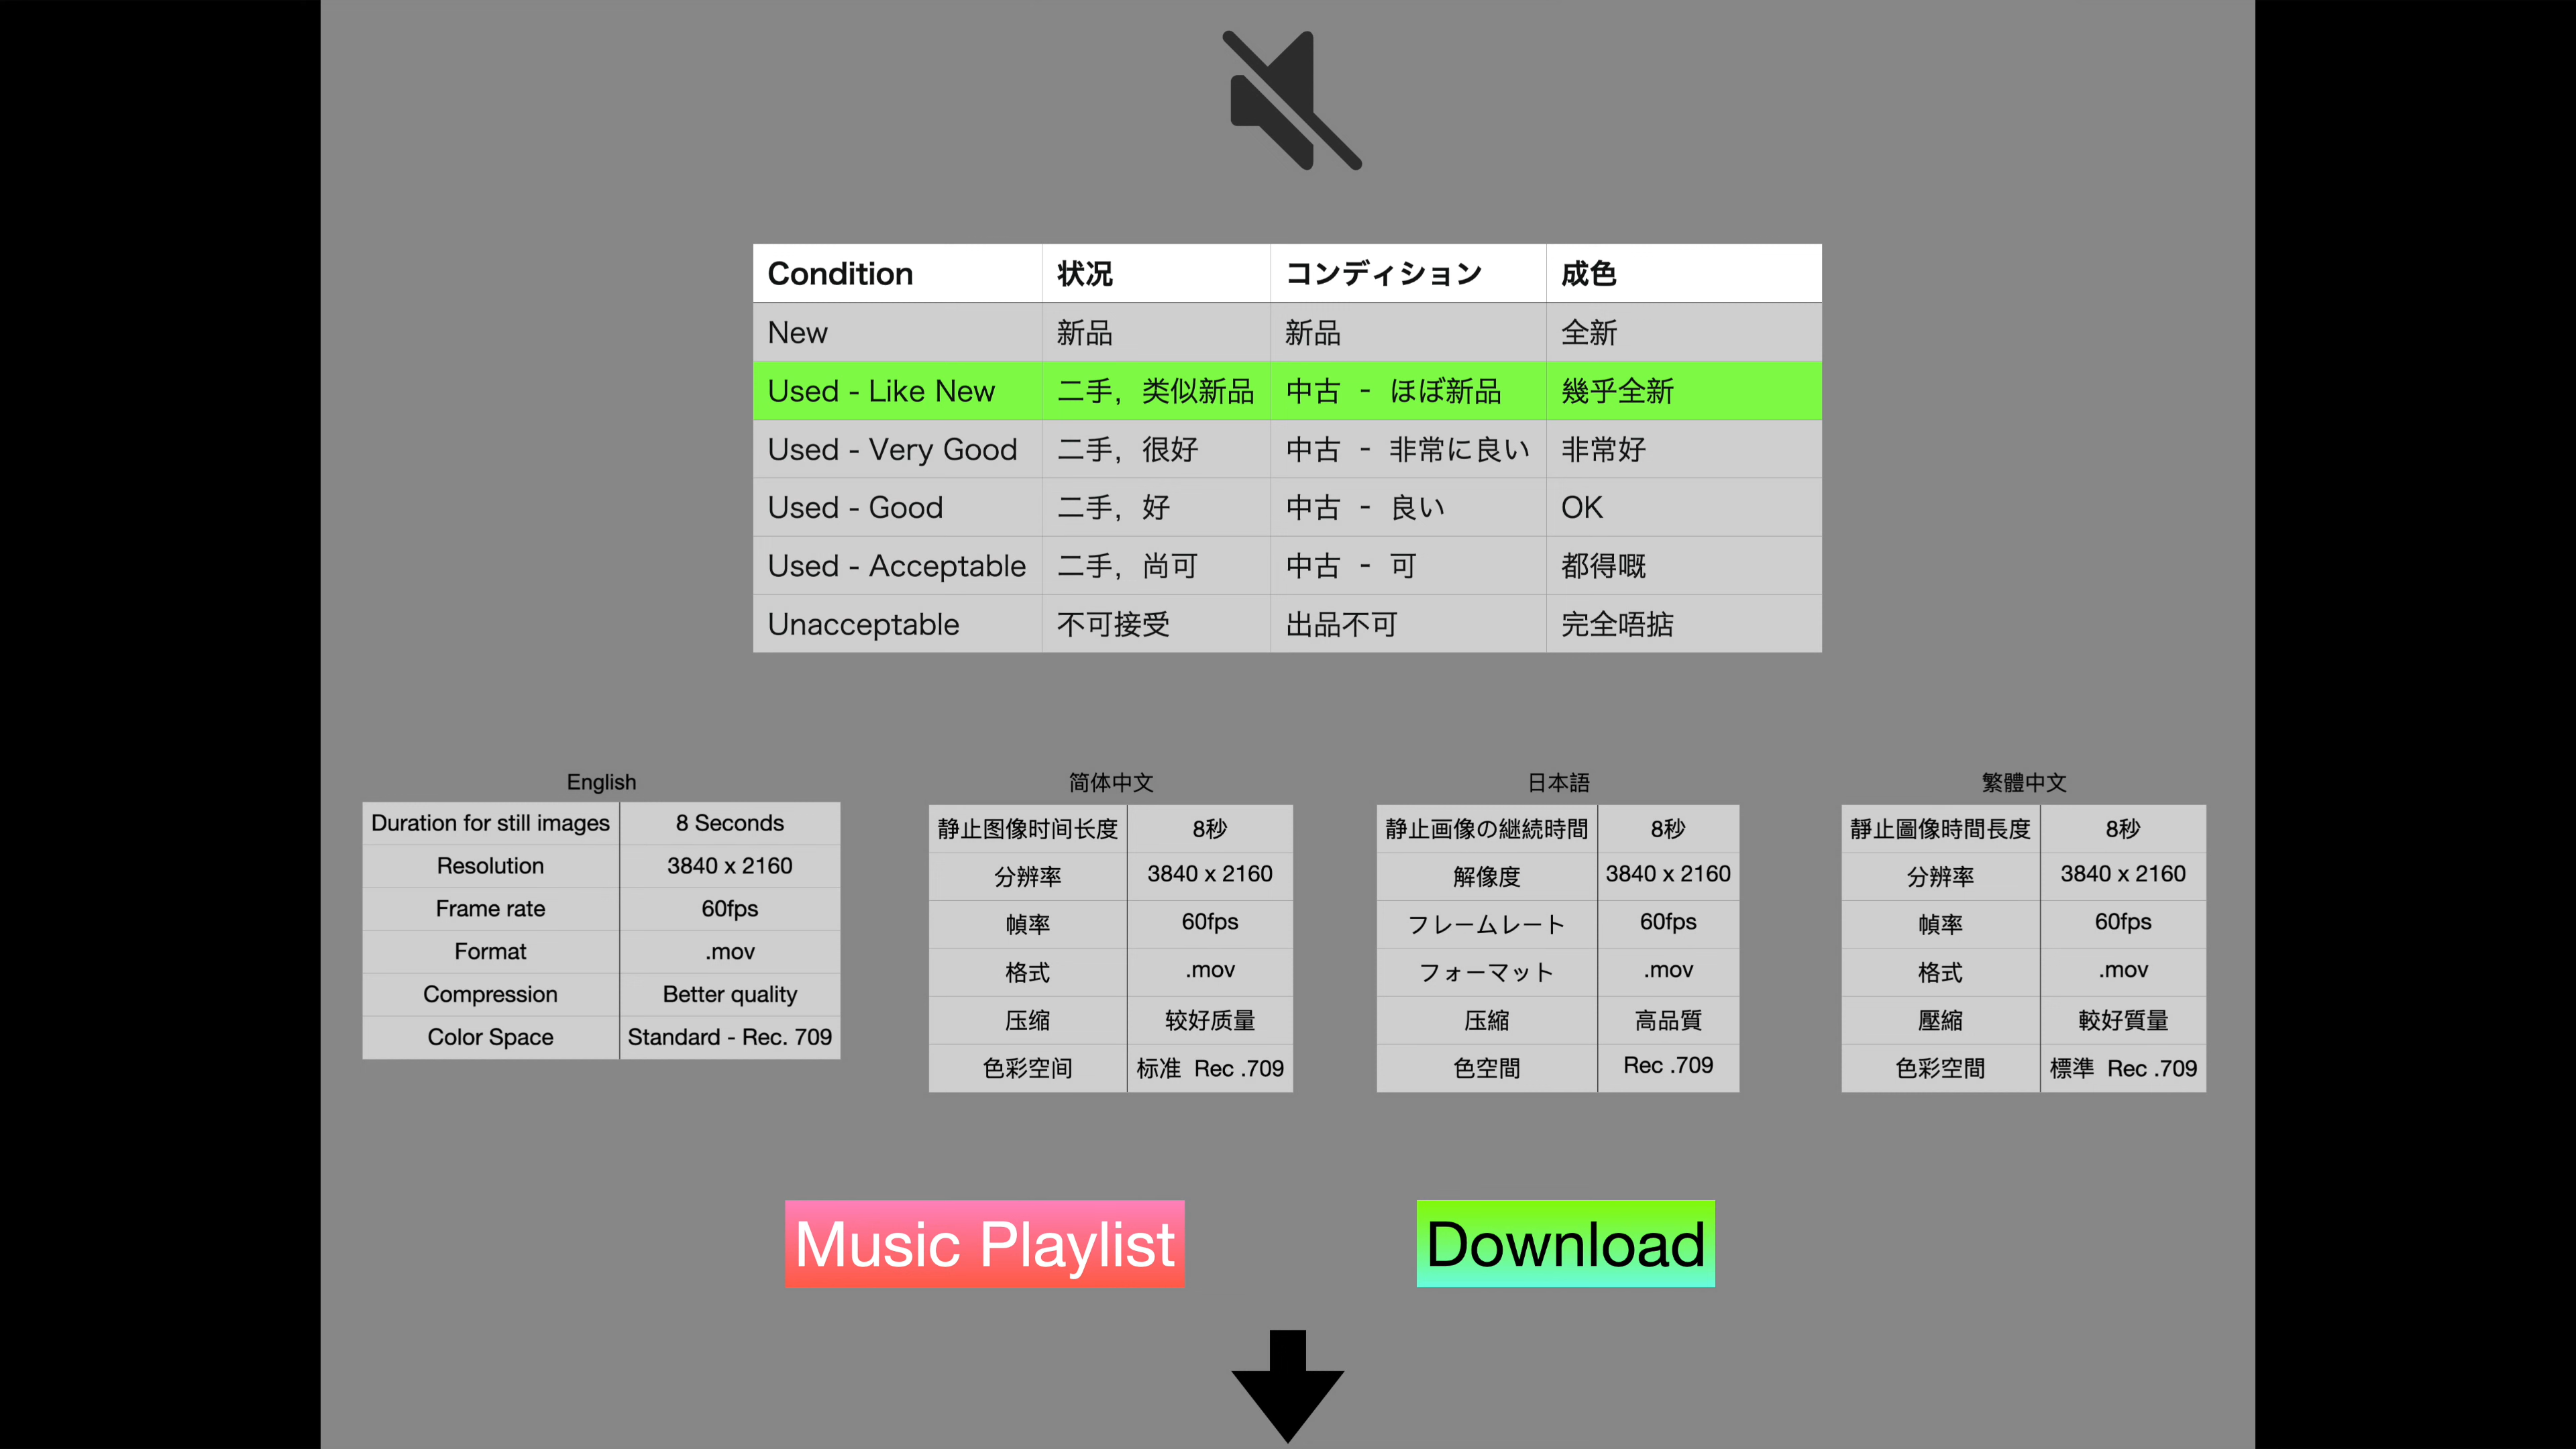 Condition 状况 コンディション 成色
New 新品 新品 全新
Used - Like New 二手，类似新品 中古 - ほぼ新品 幾乎全新
Used - Very Good 二手，很好 中古 - 非常に良い 非常好
Used - Good 二手，好 中古 - 良い OK
Used - Acceptable 二手，尚可 中古 - 可 都得嘅
Unacceptable 不可接受 出品不可 完全唔掂
English
Duration for still images 8 Seconds
Resolution 3840 x 2160
Frame rate 60fps
Format .mov
Compression Better quality
Color Space Standard - Rec. 709
简体中文
静止图像时间长度 8秒
分辨率 3840 x 2160
帧率 60fps
格式 .mov
压缩 较好质量
色彩空间 标准 Rec .709
日本語
静止画像の継続時間 8秒
解像度 3840 x 2160
フレームレート 60fps
フォーマット .mov
圧縮 高品質
色空間 Rec .709
繁體中文
靜止圖像時間長度 8秒
分辨率 3840 x 2160
幀率 60fps
格式 .mov
壓縮 較好質量
色彩空間 標準 Rec .709
Music Playlist
Download